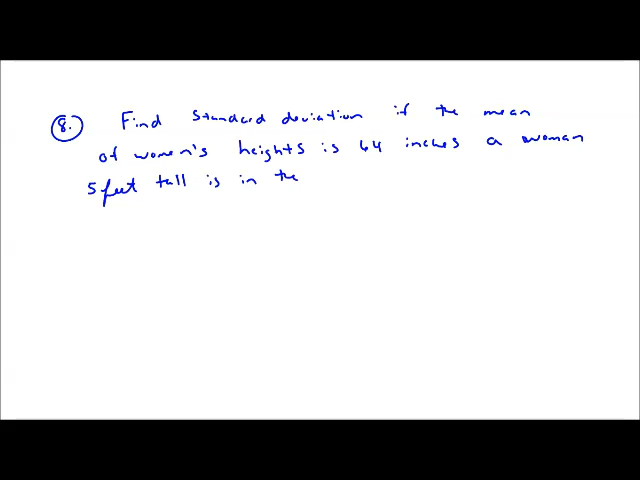 8. Find standard deviation if the mean
of women's heights is 64 inches a woman
5 feet tall is in the